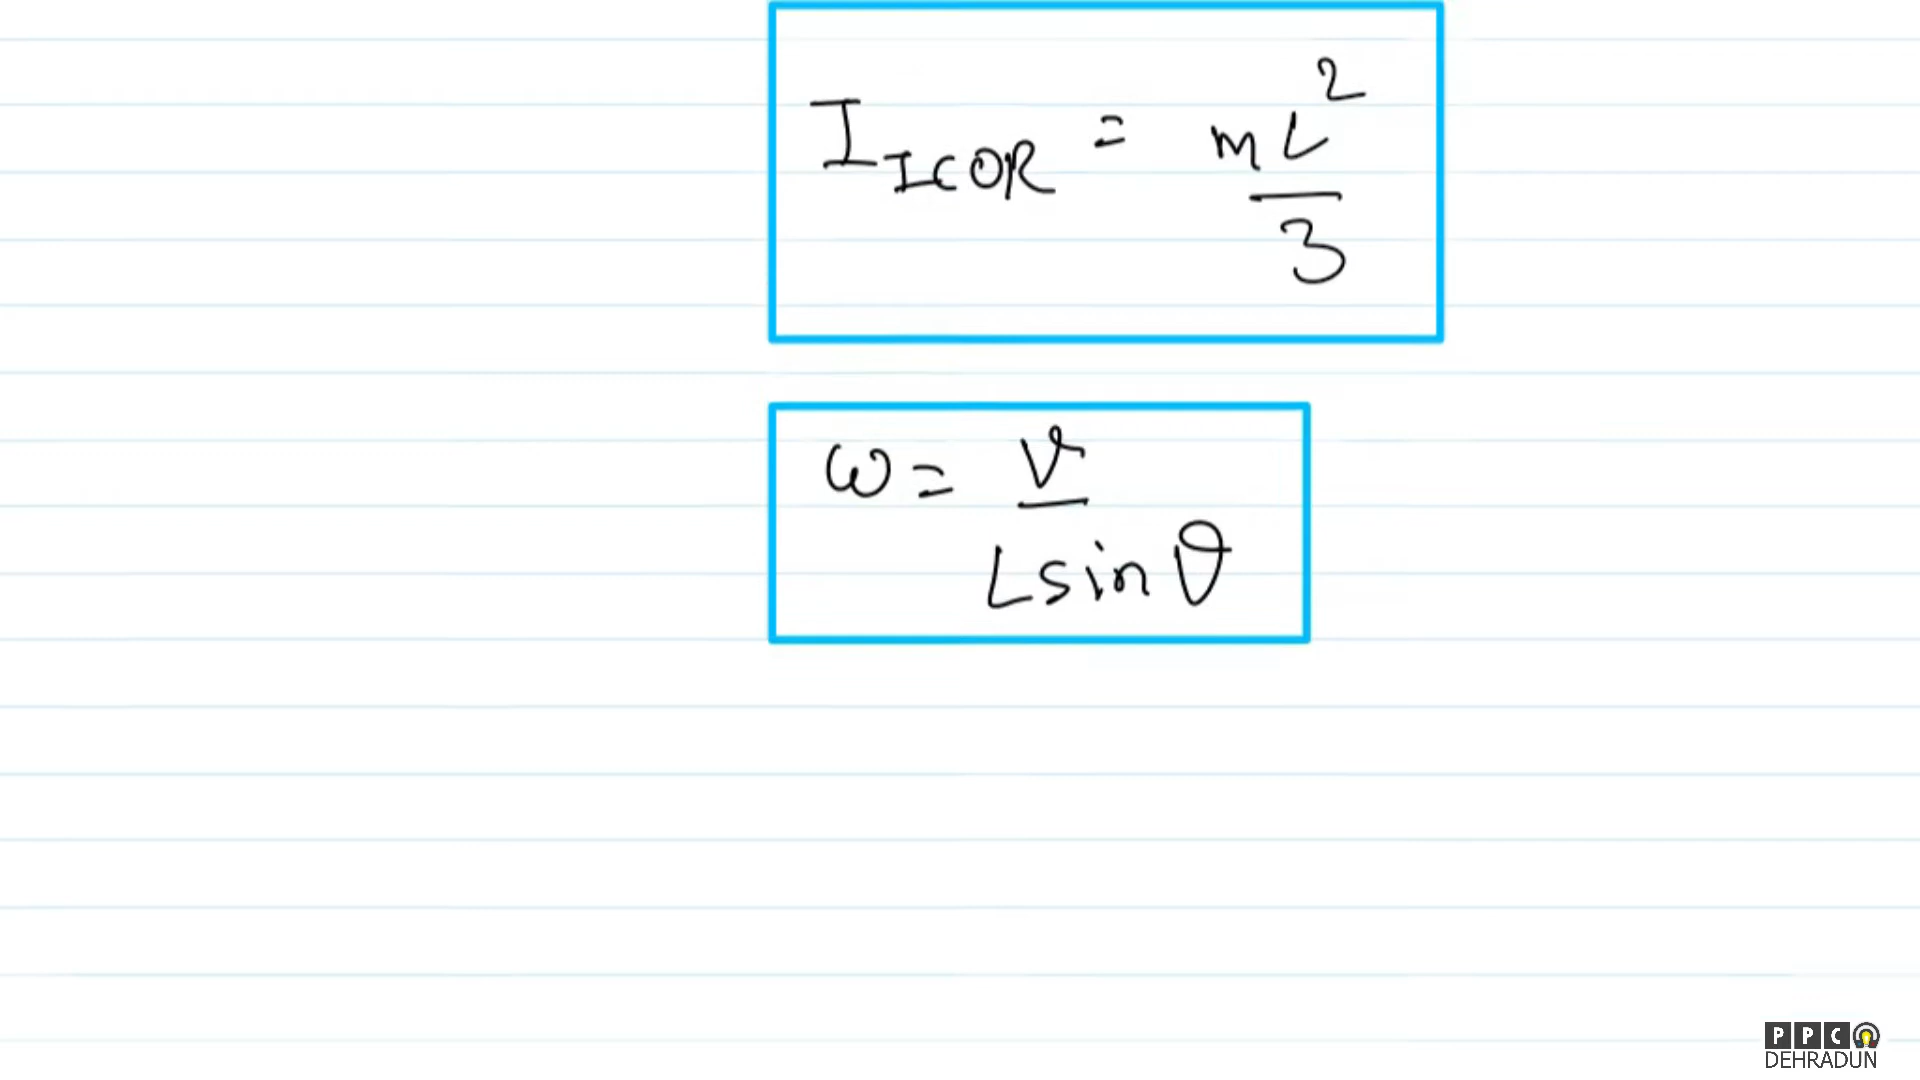 I_ICOR = mL²/3
ω = v/(L sin θ)
PPC
DEHRADUN